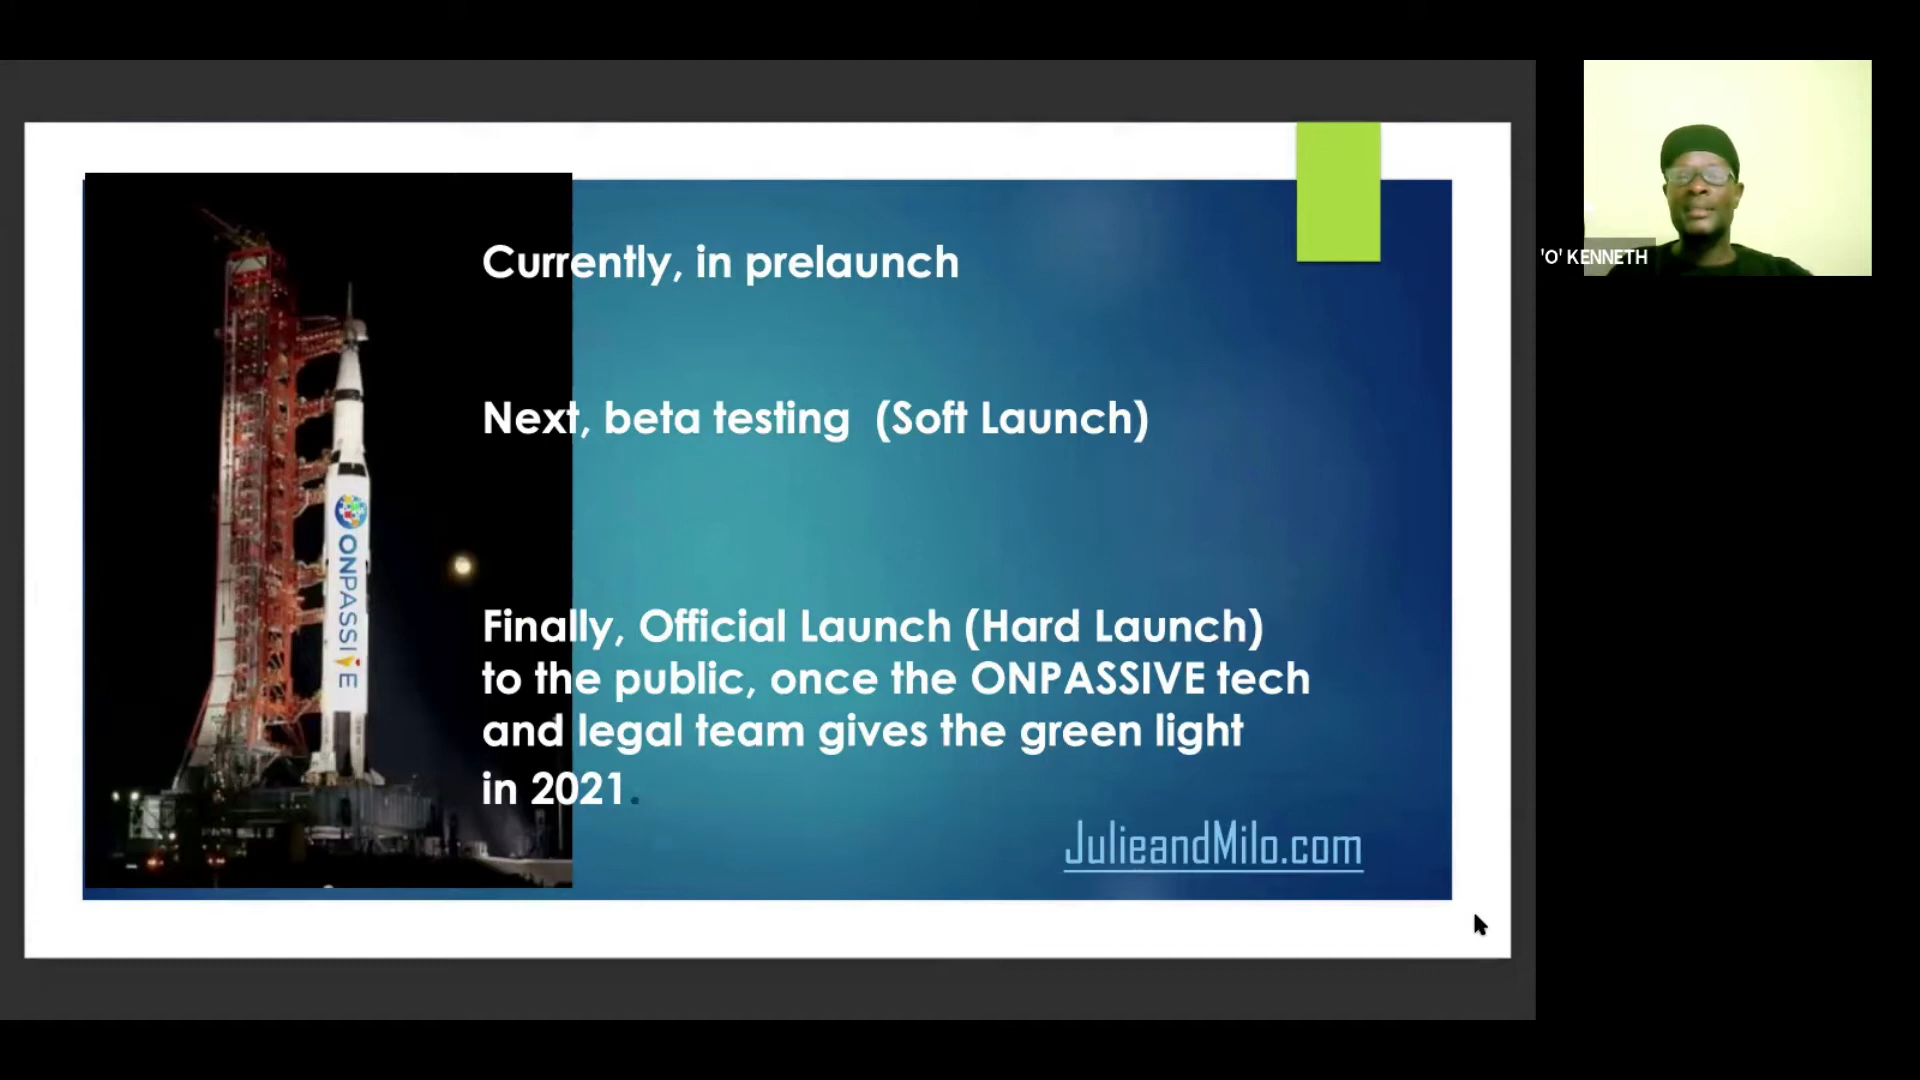 Currently, in prelaunch
Next, beta testing (Soft Launch)
ONPASSIVE
Finally, Official Launch (Hard Launch)
to the public, once the ONPASSIVE tech
and legal team gives the green light
in 2021.
JulieandMilo.com
'O' KENNETH